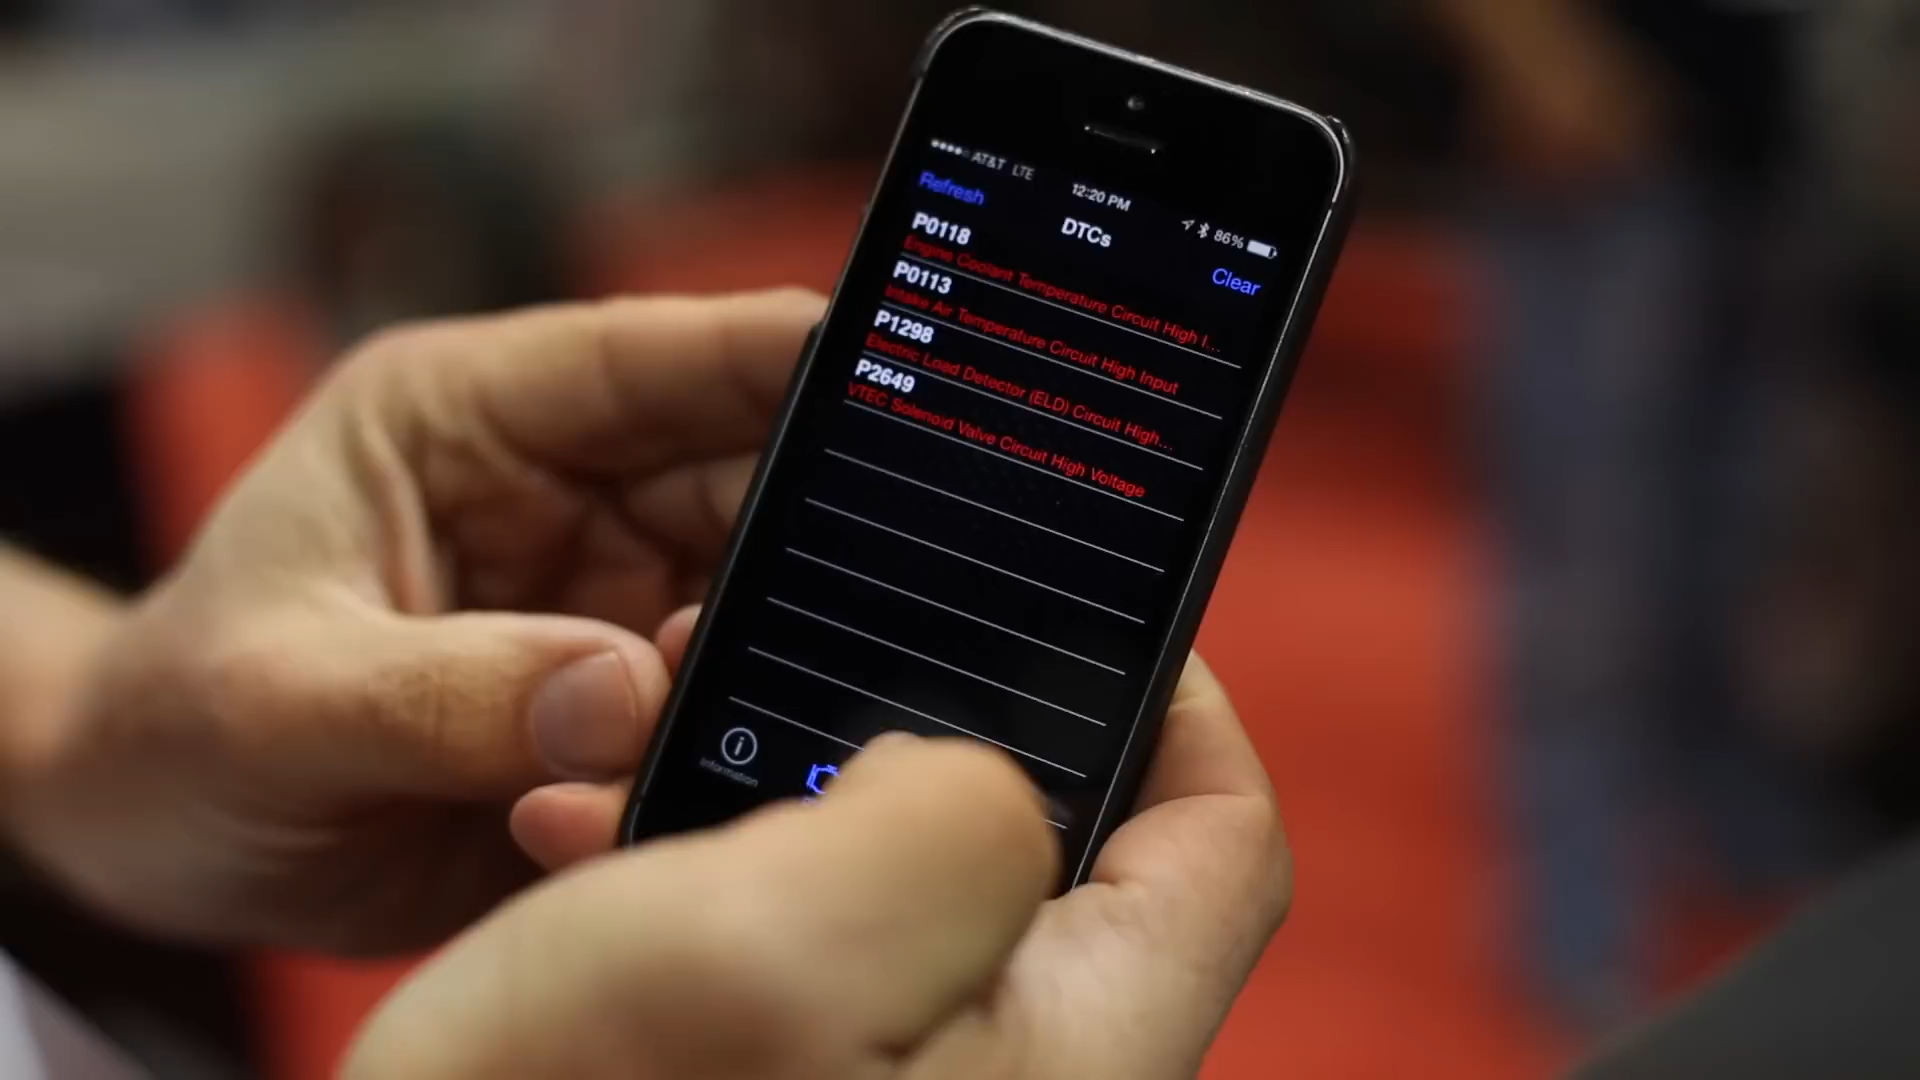 AT&T LTE 12:20 PM 86%
Refresh DTCs Clear
P0118
Engine Coolant Temperature Circuit High I...
P0113
Intake Air Temperature Circuit High Input
P1298
Electric Load Detector (ELD) Circuit High...
P2649
VTEC Solenoid Valve Circuit High Voltage
Information